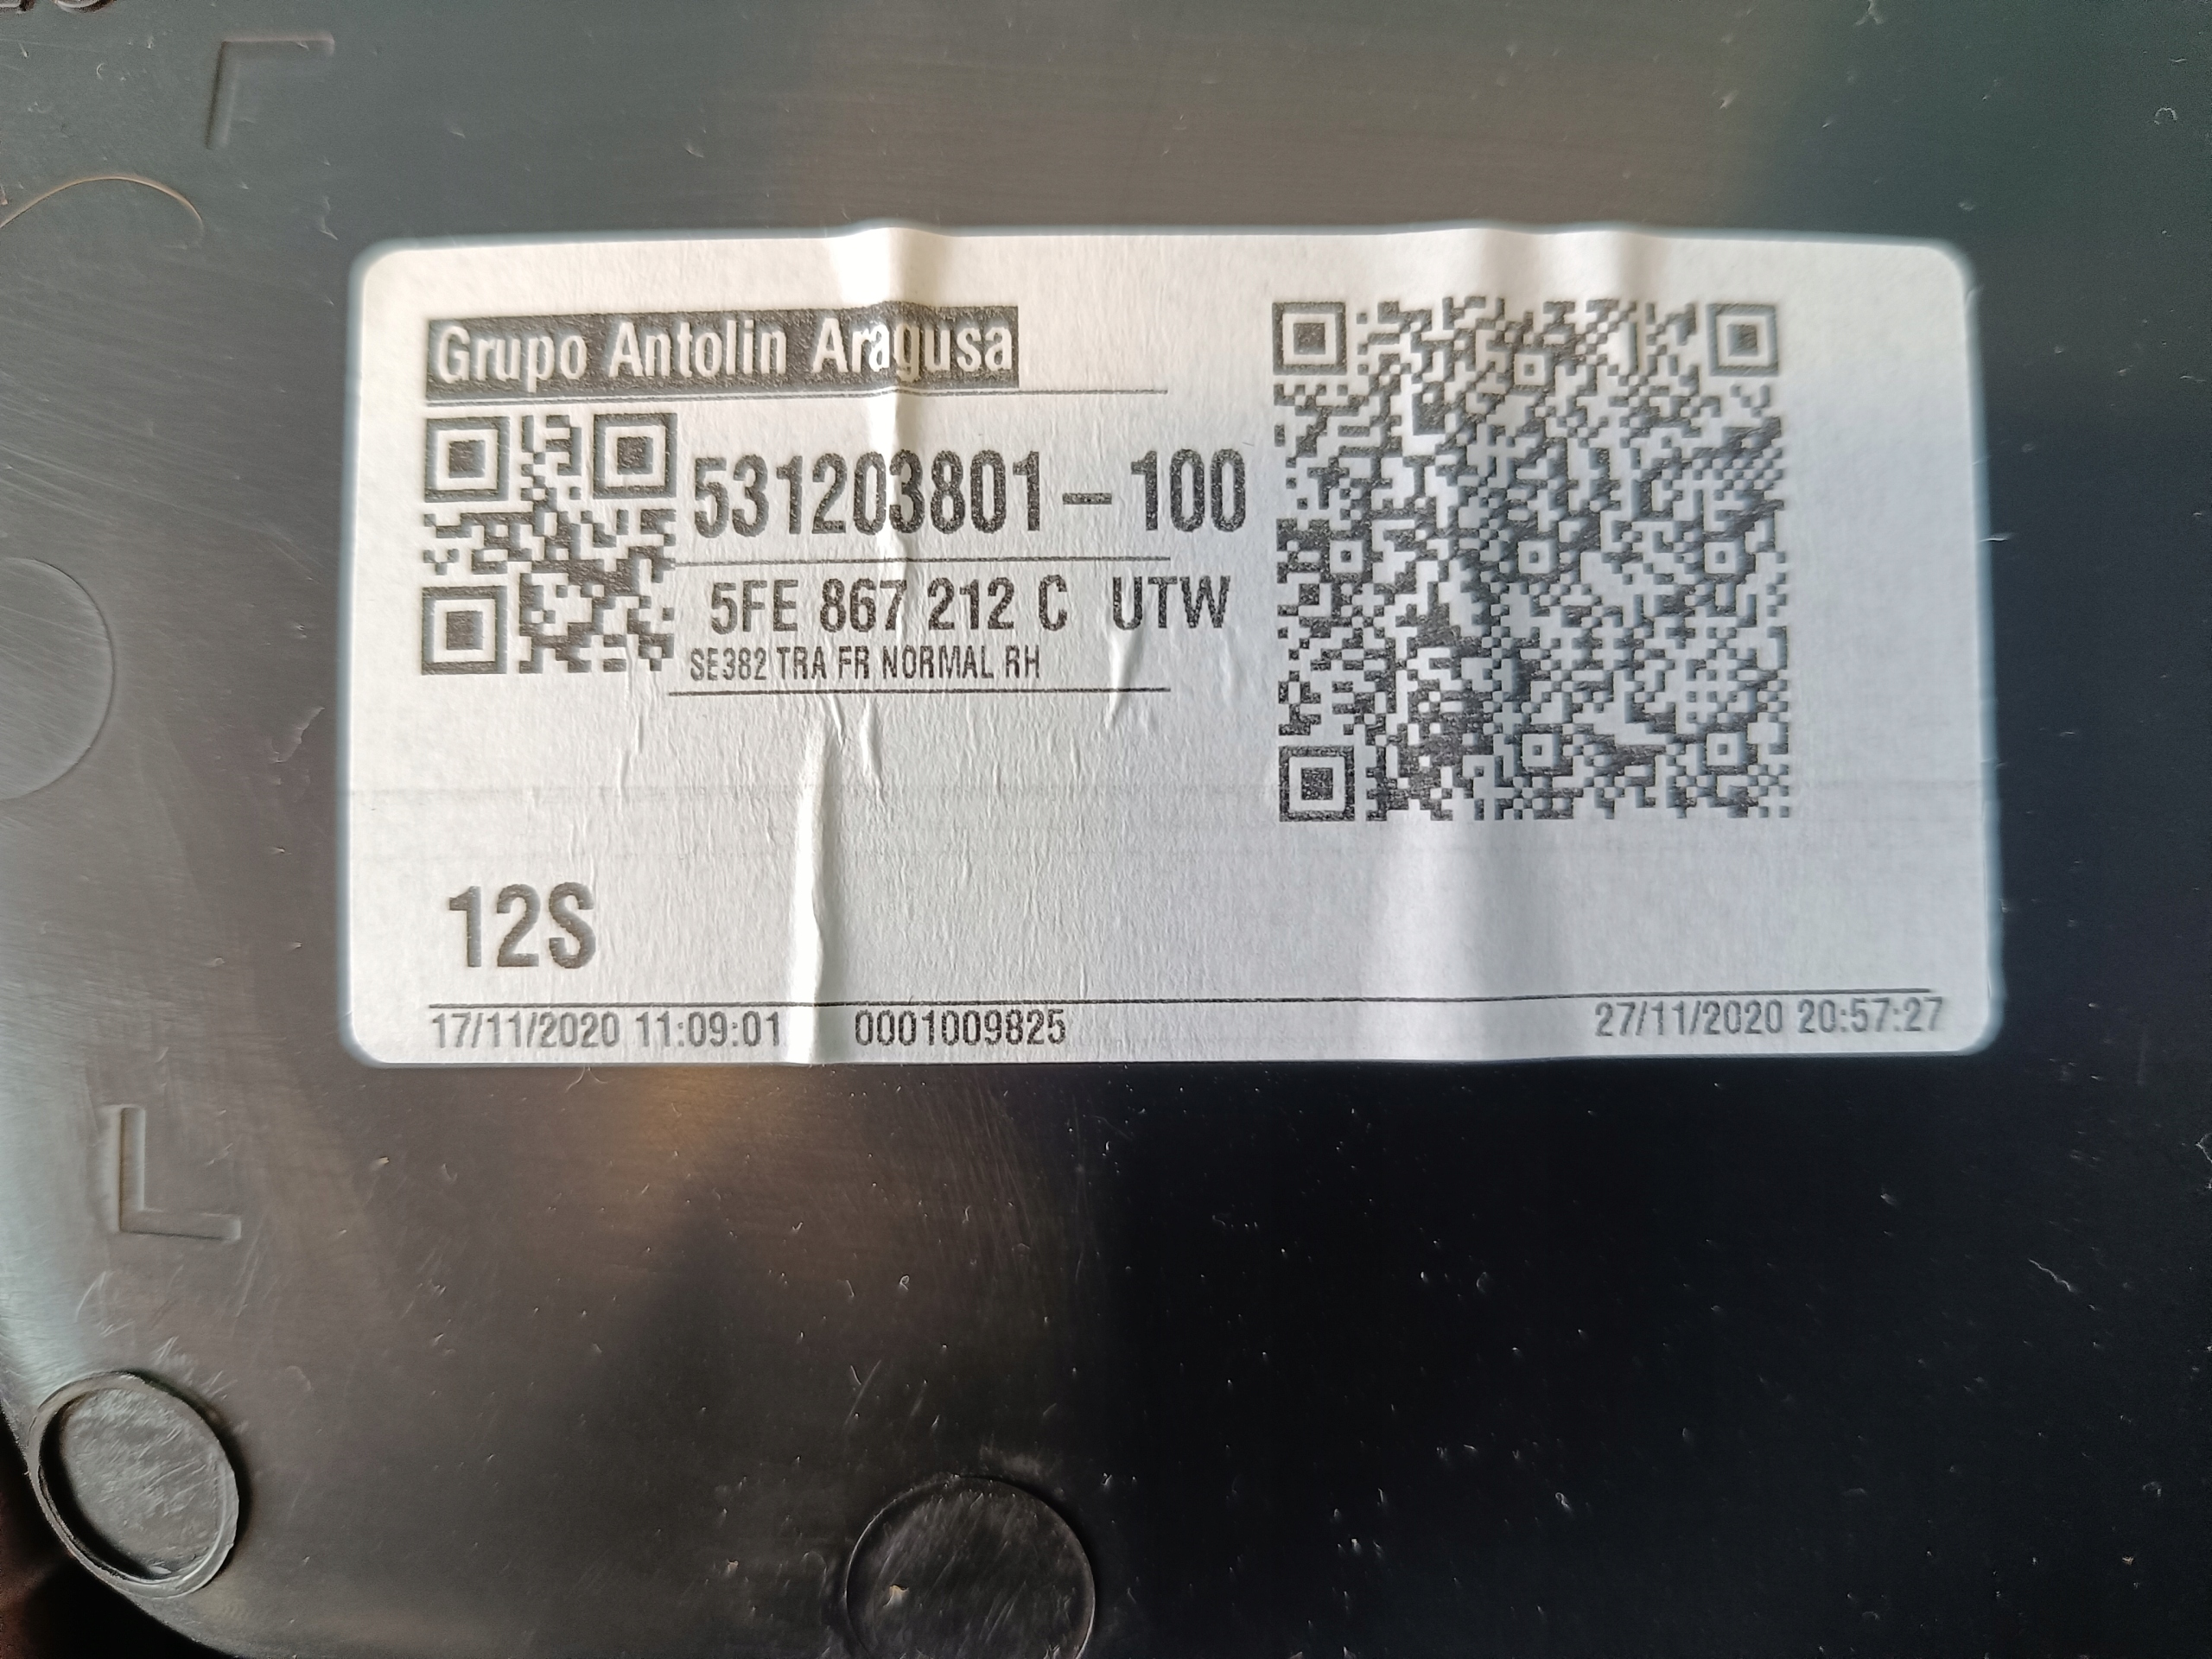 Grupo Antolin Aragusa
531203801 - 100
5FE 867 212 C UTW
SE382 TRA FR NORMAL RH
12S
17/11/2020 11:09:01 0001009825 27/11/2020 20:57:27